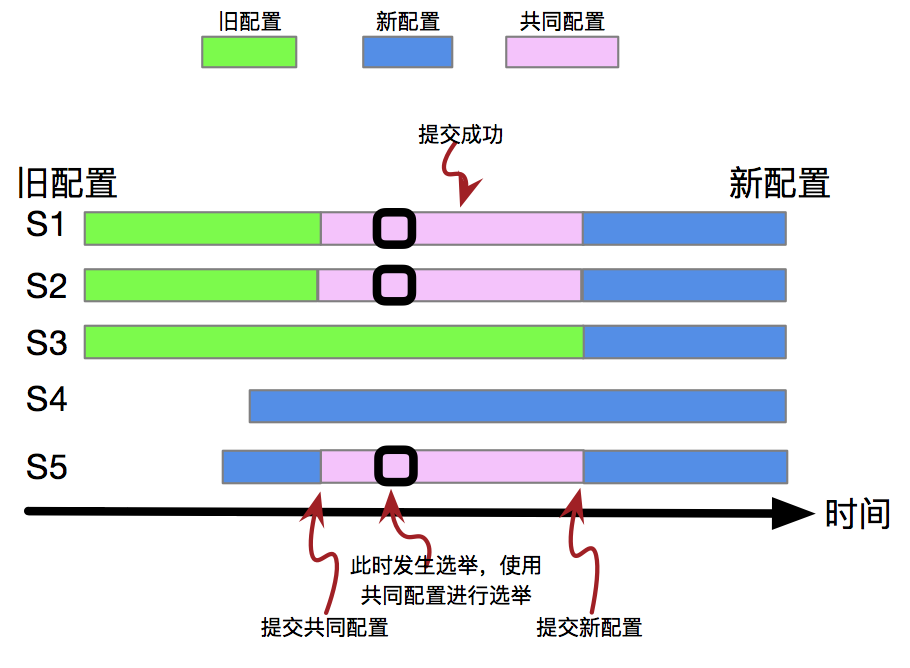 旧配置
新配置
共同配置
提交成功
旧配置
新配置
S1
S2
S3
S4
S5
时间
此时发生选举，使用
共同配置进行选举
提交共同配置
提交新配置